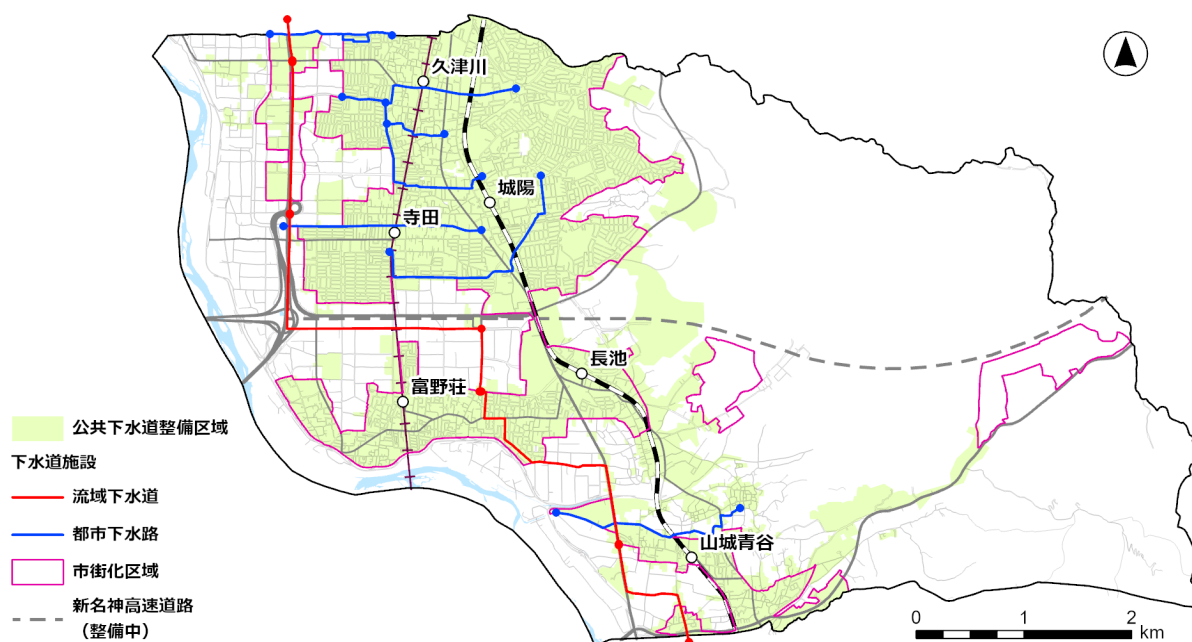 久津川
城陽
寺田
長池
富野荘
山城青谷
公共下水道整備区域
下水道施設
流域下水道
都市下水路
市街化区域
新名神高速道路
（整備中）
0 1 2
km